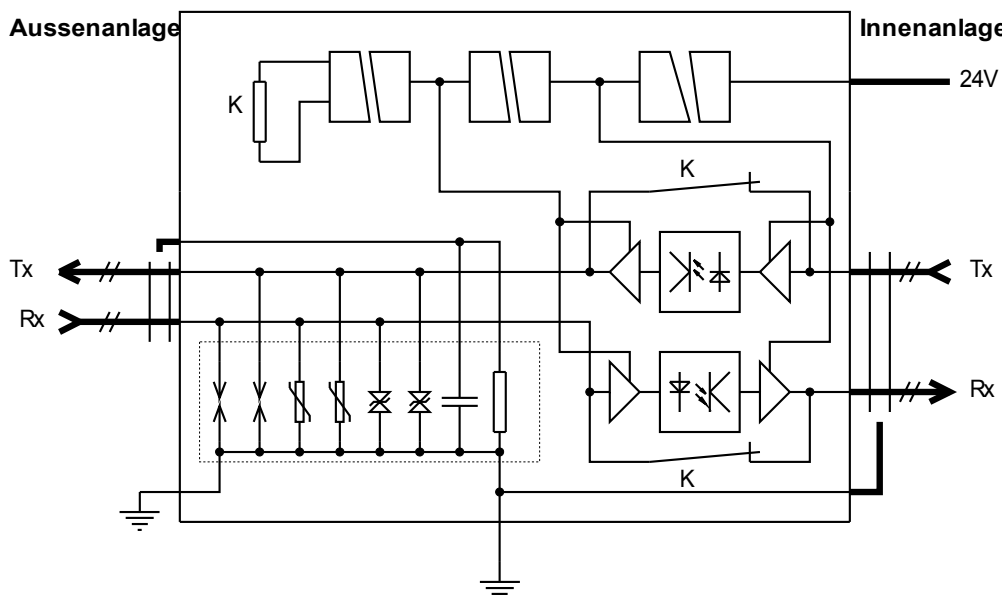 Aussenanlage
Innenanlage
24V
K
K
Tx
Tx
Rx
Rx
K